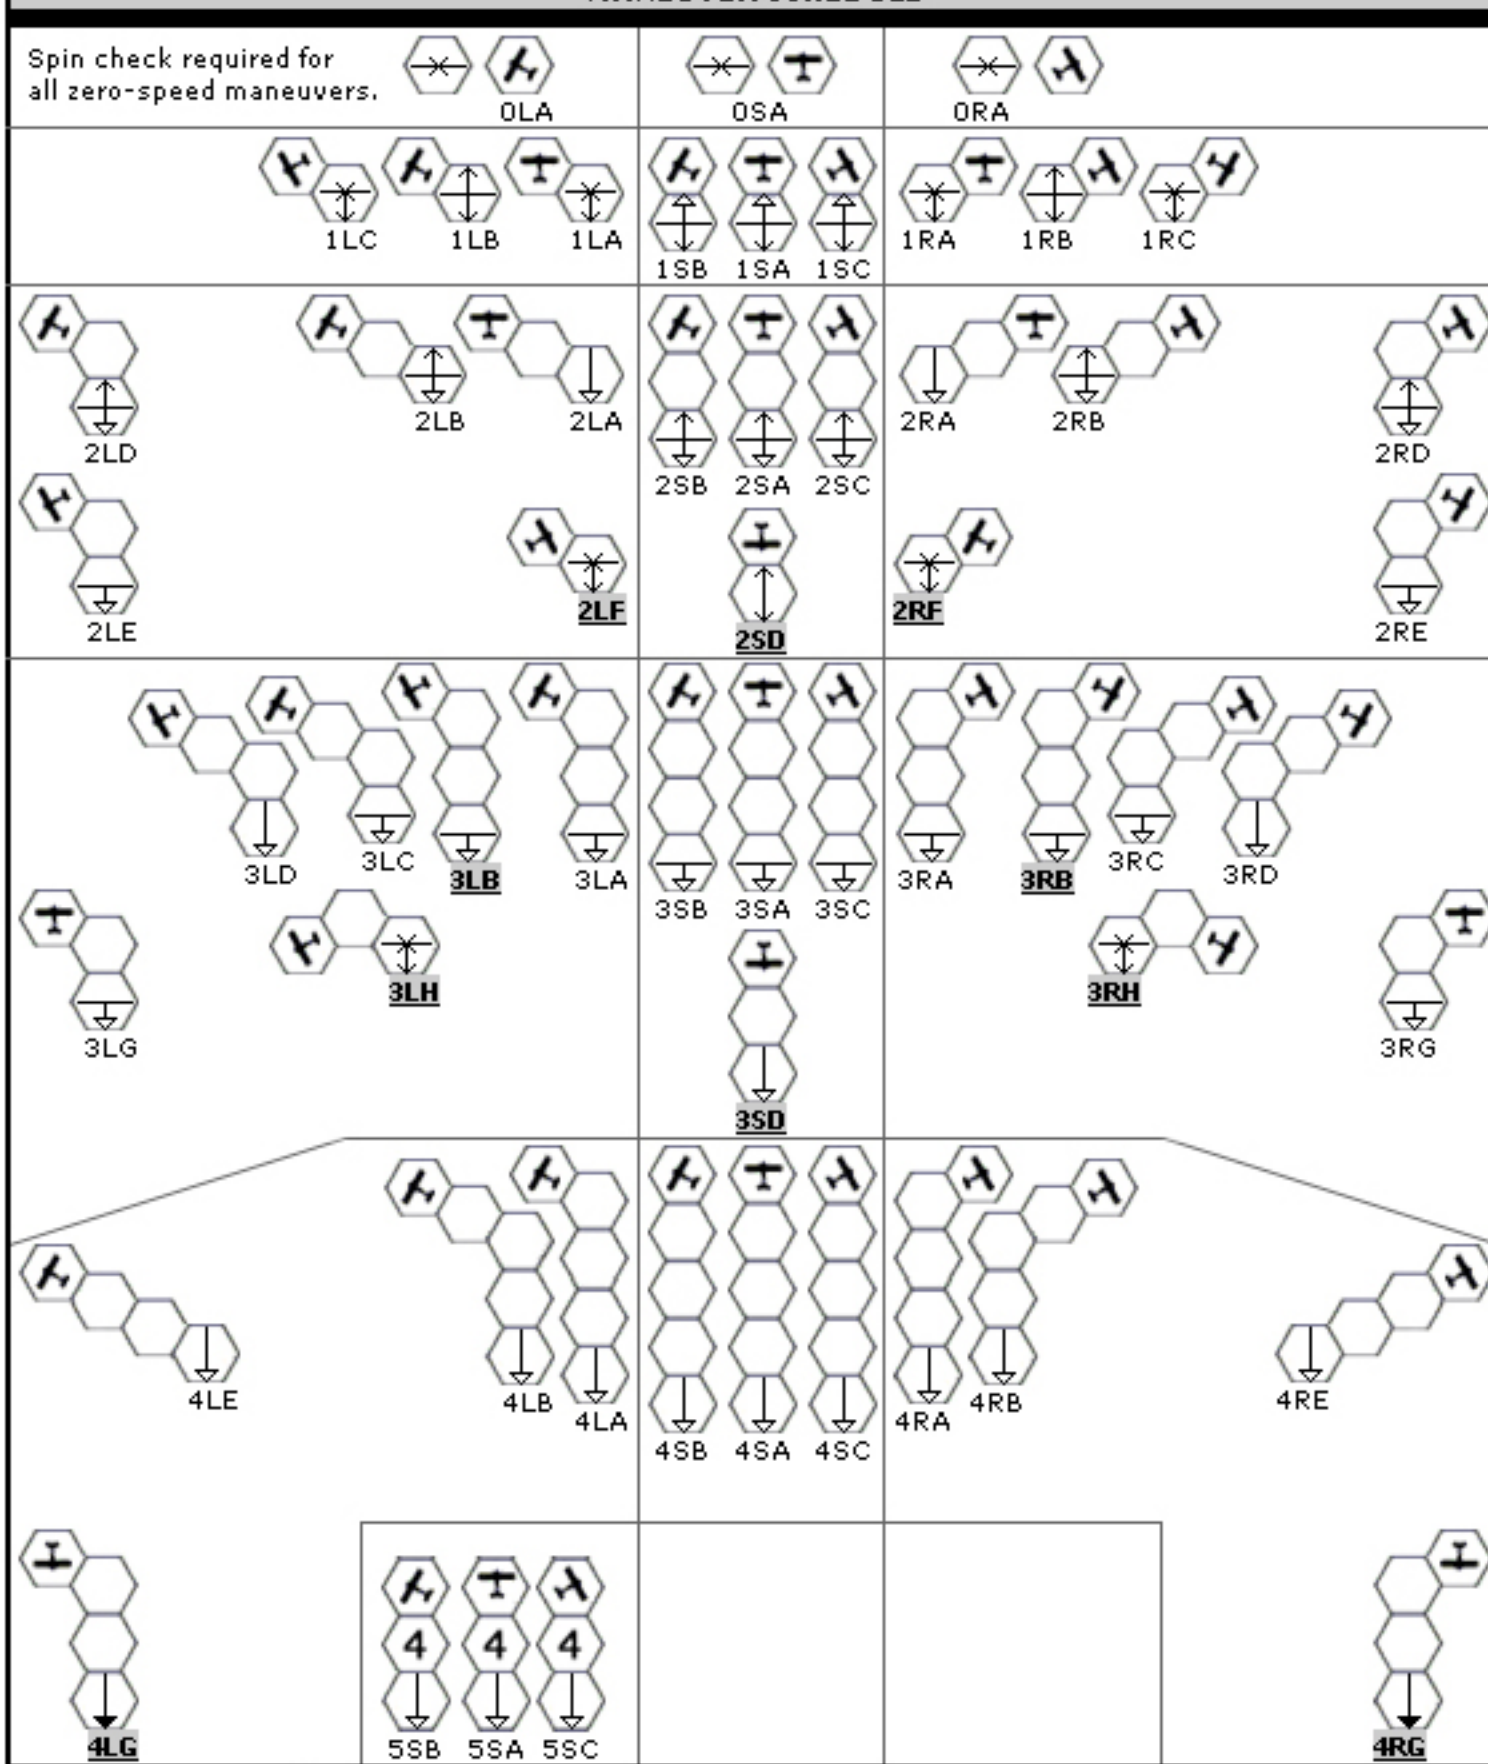 Spin check required for
all zero-speed maneuvers.
0LA
0SA
0RA
1LC 1LB 1LA
1SB 1SA 1SC
1RA 1RB 1RC
2LD
2LB 2LA
2SB 2SA 2SC
2RA 2RB
2RD
2LE
2LF
2SD
2RF
2RE
3LD 3LC 3LB 3LA
3SB 3SA 3SC
3RA 3RB 3RC 3RD
3LG
3LH
3SD
3RH
3RG
4LE
4LB 4LA
4SB 4SA 4SC
4RA 4RB
4RE
4 4 4
4LG
5SB 5SA 5SC
4RG